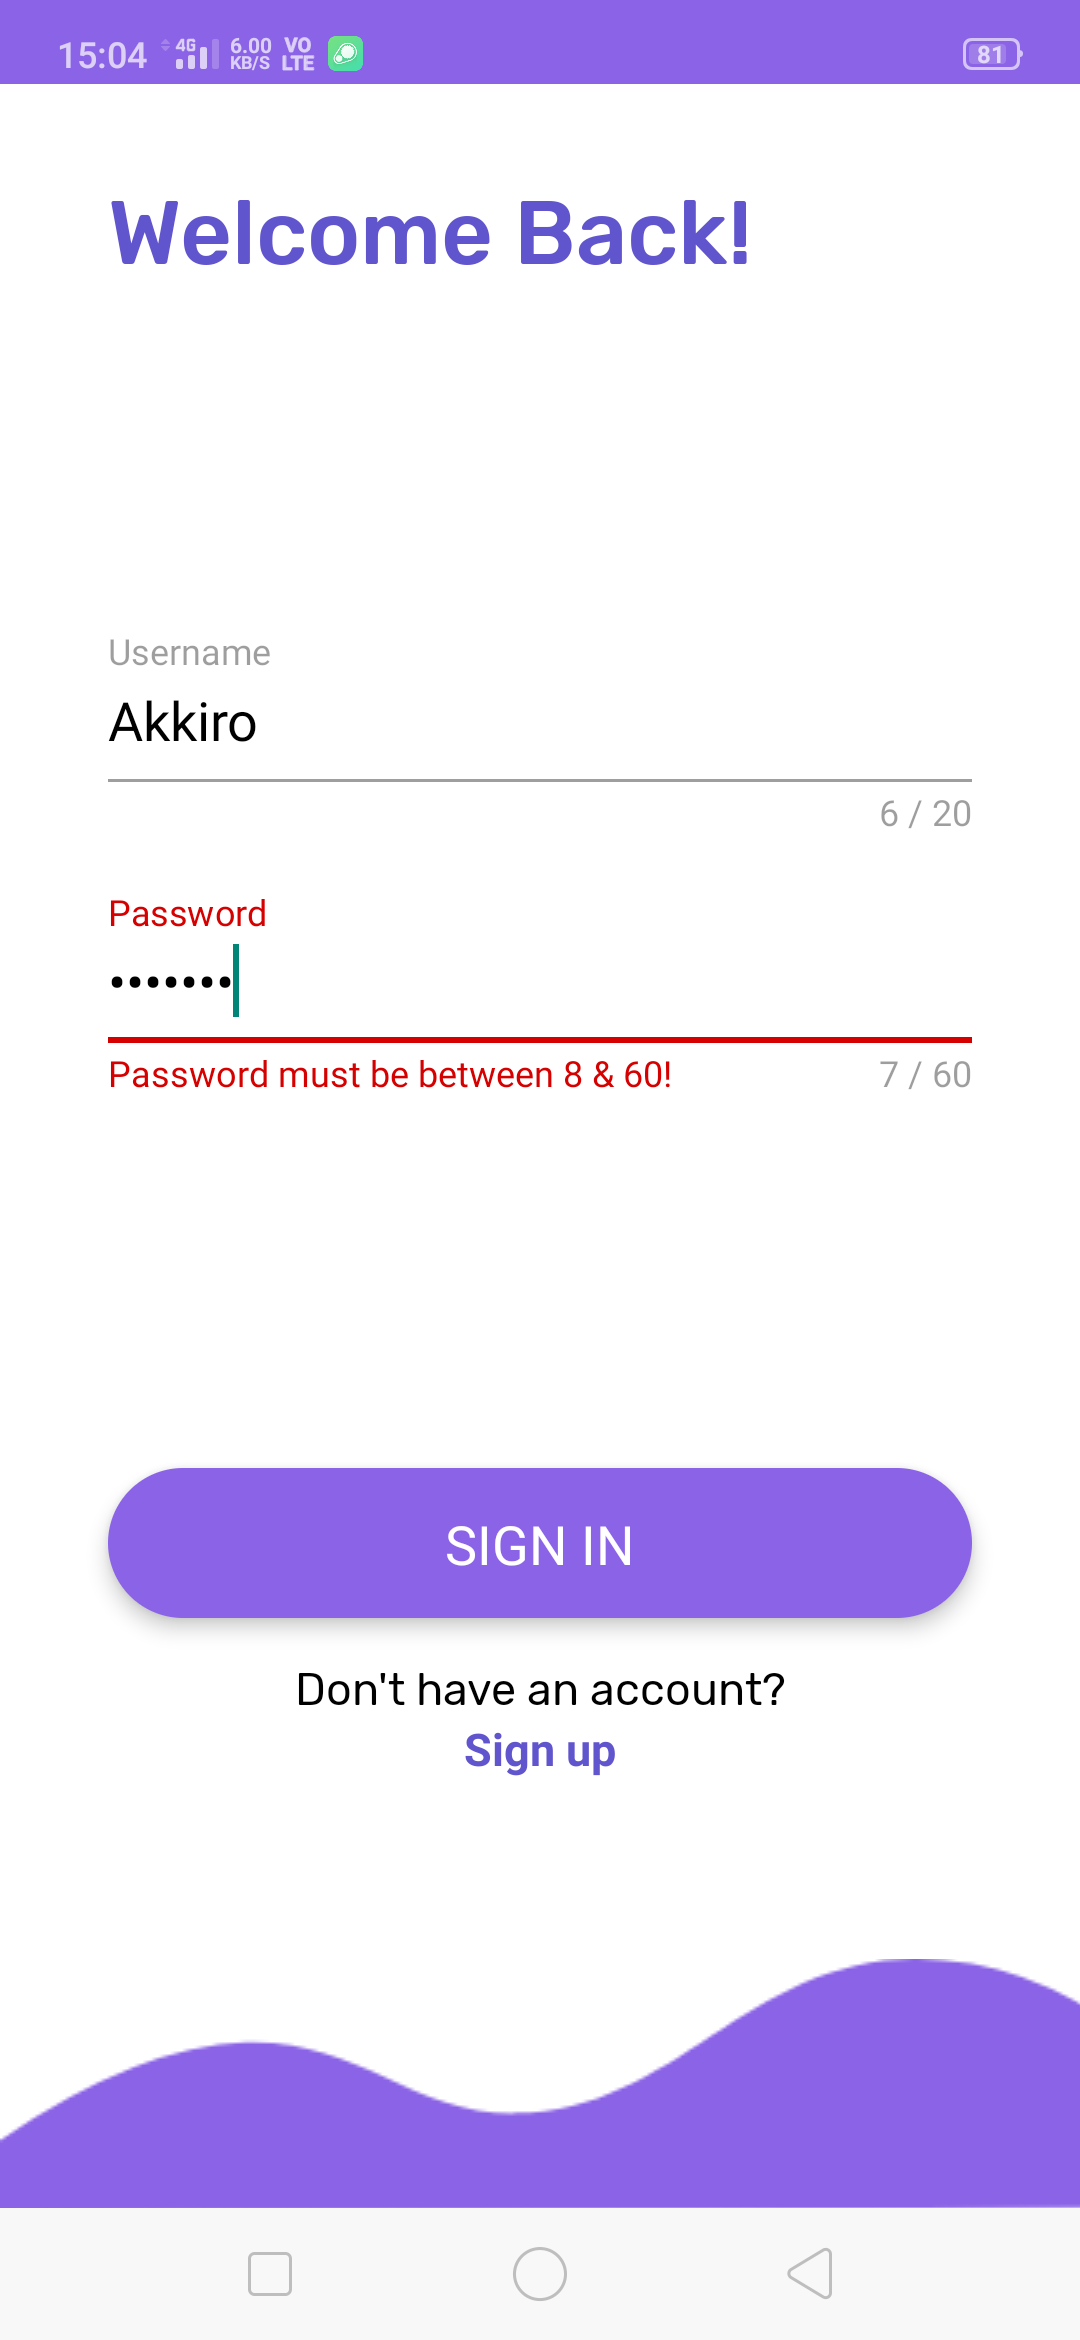 15:04 4G 6.00 KB/S VO LTE 81
Welcome Back!
Username
Akkiro
6 / 20
Password
•••••••
Password must be between 8 & 60! 7 / 60
SIGN IN
Don't have an account?
Sign up